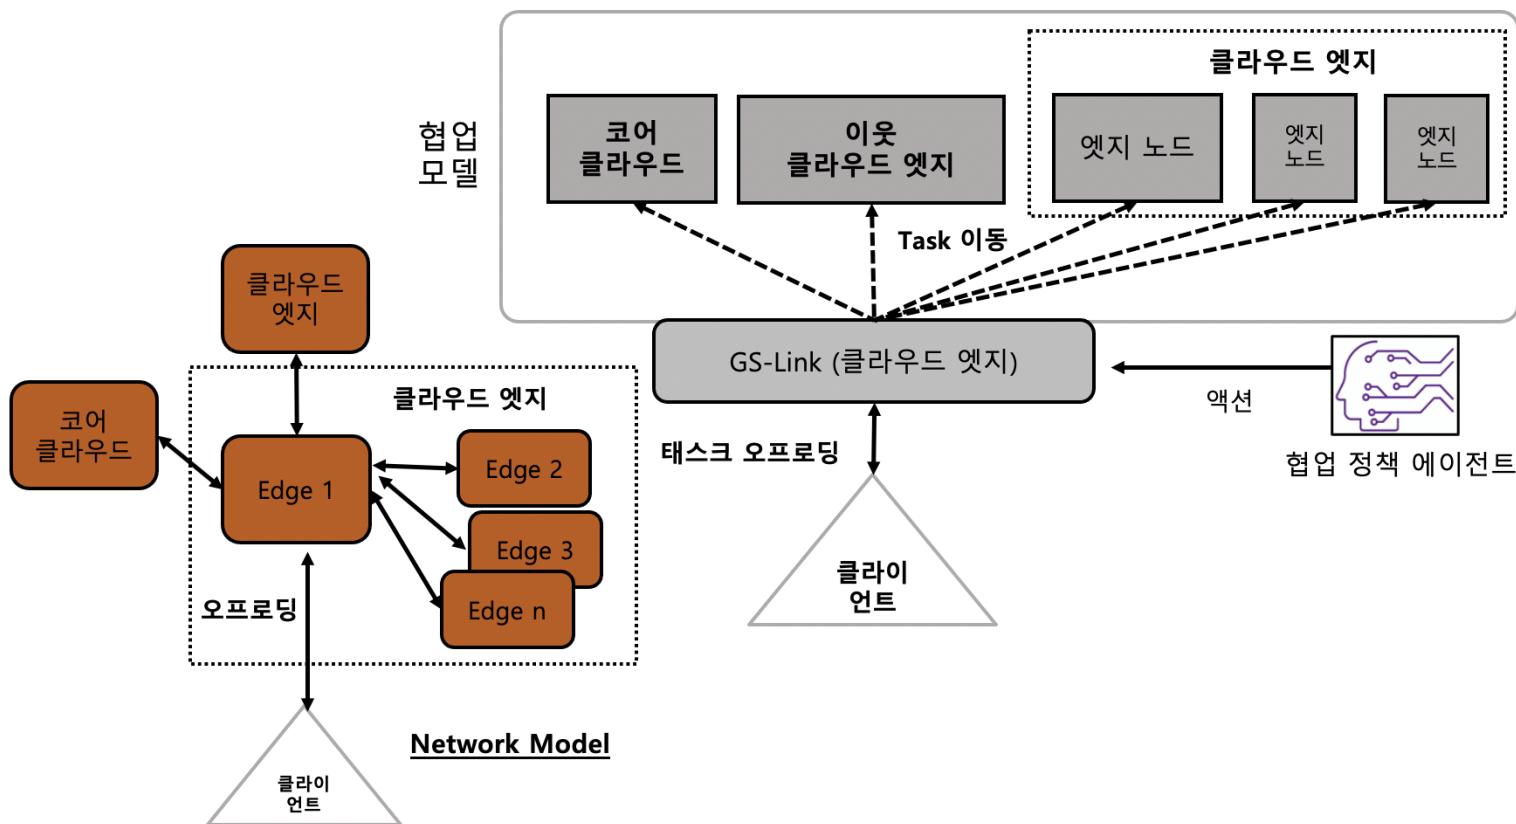 클라우드 엣지
협업
모델
코어
클라우드
이웃
클라우드 엣지
엣지 노드
엣지
노드
엣지
노드
Task 이동
GS-Link (클라우드 엣지)
액션
협업 정책 에이전트
태스크 오프로딩
클라이
언트
클라우드
엣지
클라우드 엣지
코어
클라우드
Edge 1
Edge 2
Edge 3
Edge n
오프로딩
Network Model
클라이
언트